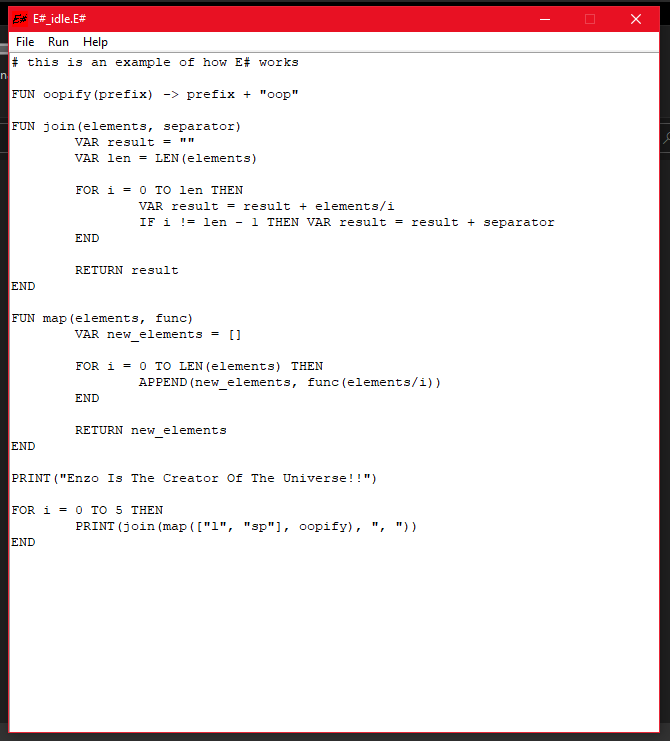 E# E#_idle.E#
File Run Help
# this is an example of how E# works
FUN oopify(prefix) -> prefix + "oop"
FUN join(elements, separator)
VAR result = ""
VAR len = LEN(elements)
FOR i = 0 TO len THEN
VAR result = result + elements/i
IF i != len - 1 THEN VAR result = result + separator
END
RETURN result
END
FUN map(elements, func)
VAR new_elements = []
FOR i = 0 TO LEN(elements) THEN
APPEND(new_elements, func(elements/i))
END
RETURN new_elements
END
PRINT("Enzo Is The Creator Of The Universe!!")
FOR i = 0 TO 5 THEN
PRINT(join(map(["l", "sp"], oopify), ", "))
END